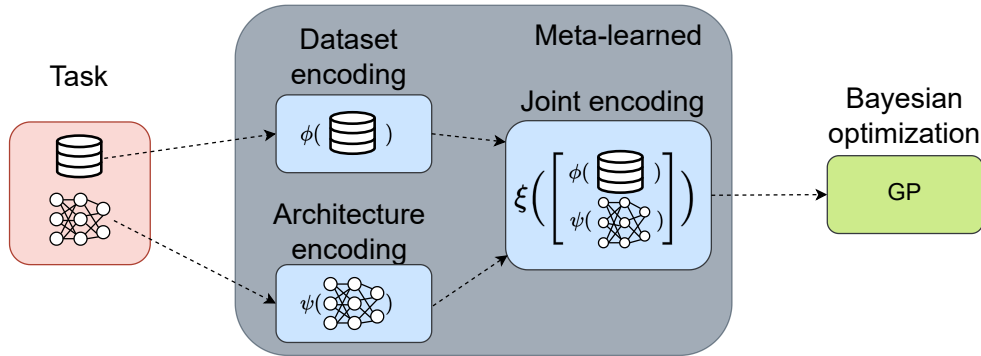 Task
Dataset
encoding
ϕ( )
Architecture
encoding
ψ( )
Meta-learned
Joint encoding
ξ([ϕ( )
ψ( )])
Bayesian
optimization
GP